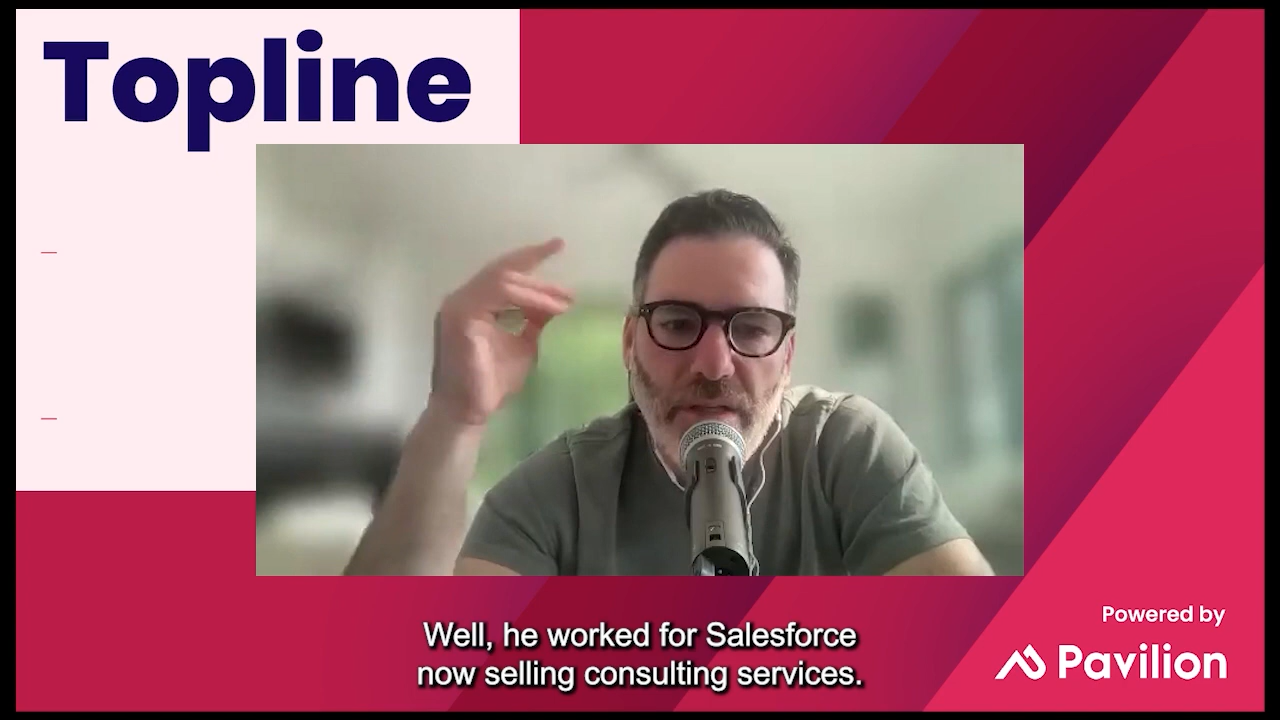 Topline
Well, he worked for Salesforce
now selling consulting services.
Powered by
Pavilion